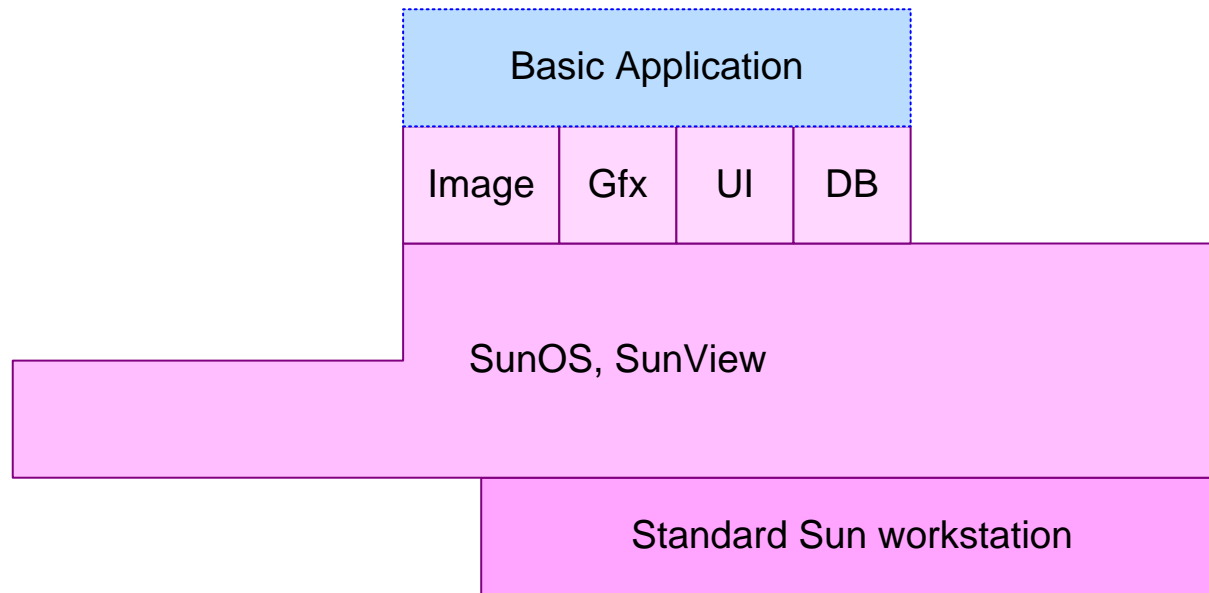 Basic Application
Image Gfx UI DB
SunOS, SunView
Standard Sun workstation